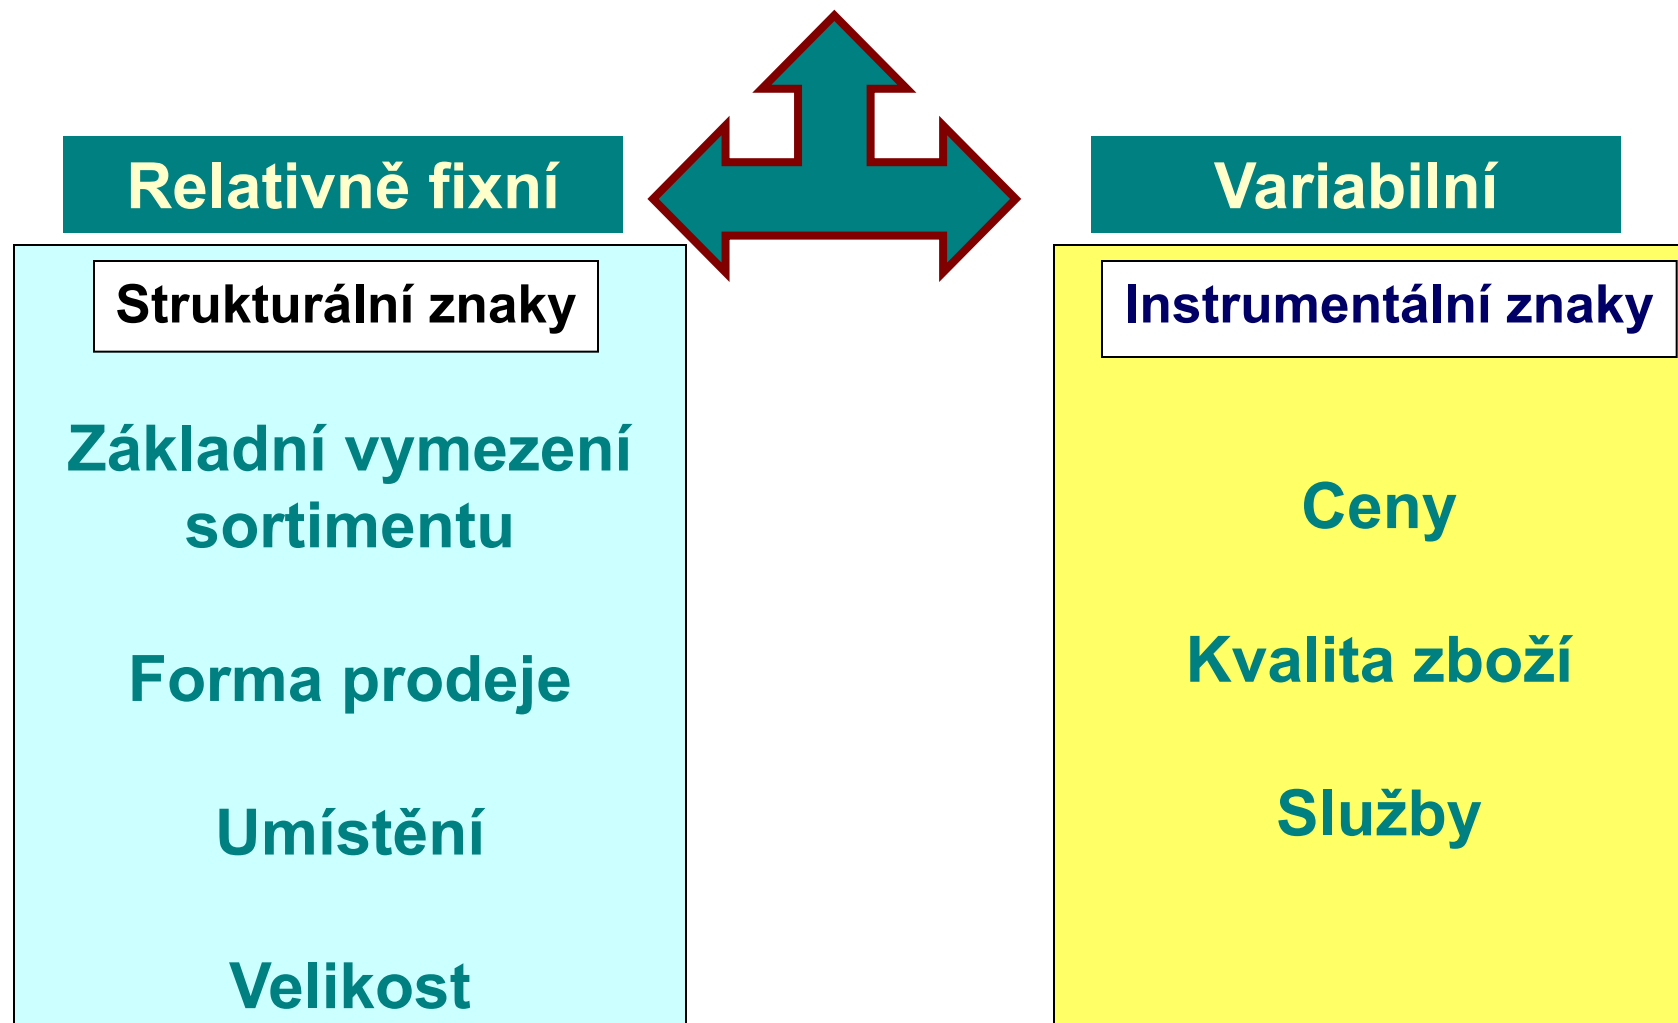 Relativně fixní
Strukturální znaky
Základní vymezení
sortimentu
Forma prodeje
Umístění
Velikost
Variabilní
Instrumentální znaky
Ceny
Kvalita zboží
Služby